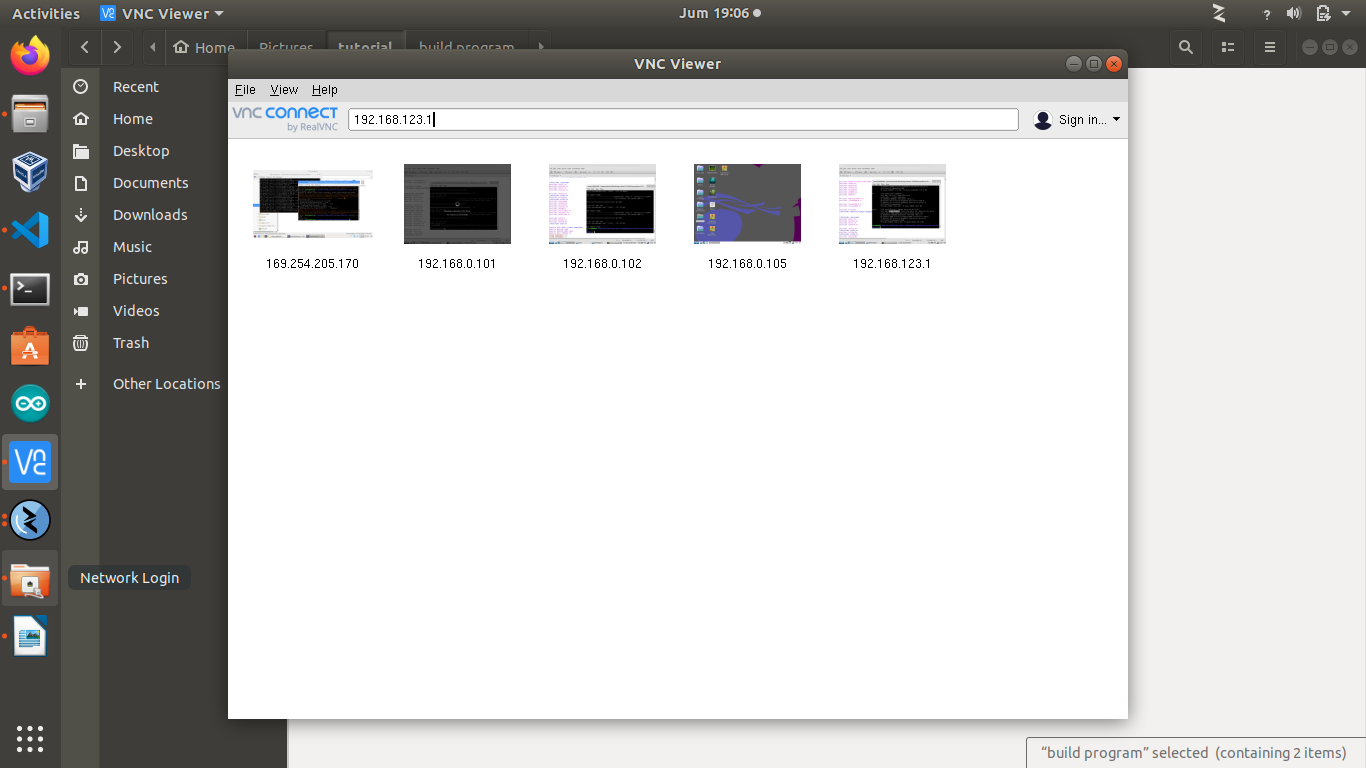 Activities
VNC Viewer
Jum 19:06
?
Home
Pictures
tutorial
build program
Recent
Home
Desktop
Documents
Downloads
Music
Pictures
Videos
Trash
+ Other Locations
Network Login
VNC Viewer
File View Help
VNC CONNECT
by RealVNC
192.168.123.1
Sign in...
169.254.205.170
192.168.0.101
192.168.0.102
192.168.0.105
192.168.123.1
“build program” selected (containing 2 items)